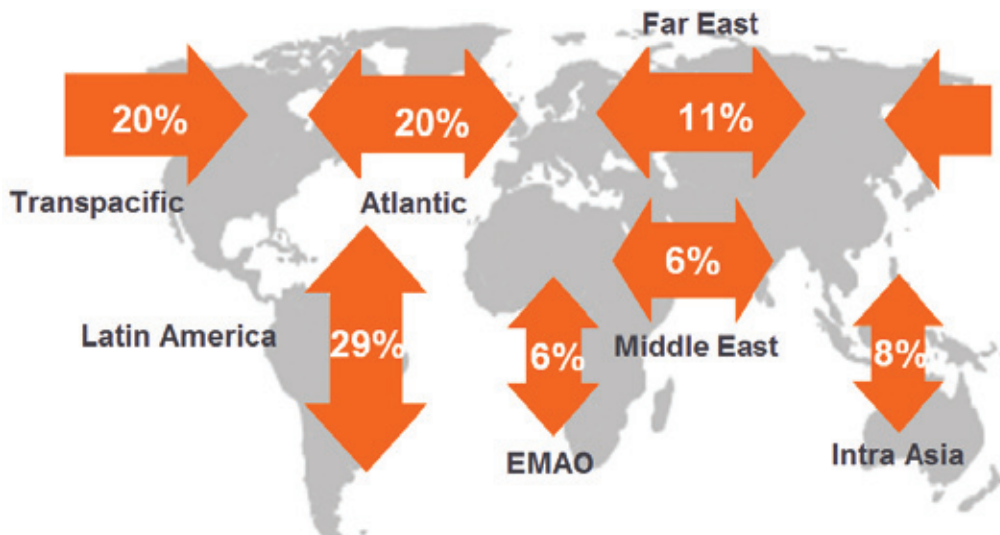 Far East
20%
20%
11%
Transpacific
Atlantic
6%
Latin America
29%
6%
Middle East
8%
EMAO
Intra Asia